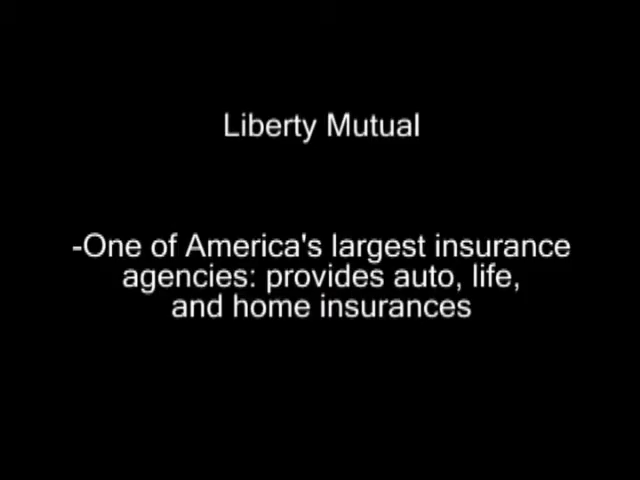 Liberty Mutual
-One of America's largest insurance
agencies: provides auto, life,
and home insurances